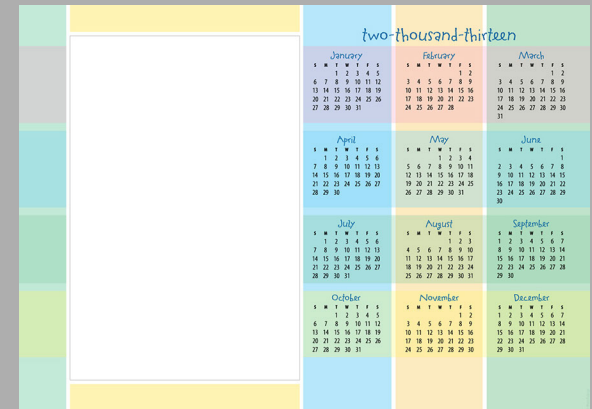 two-thousand-thirteen
January
S M T W T F S
1 2 3 4 5
6 7 8 9 10 11 12
13 14 15 16 17 18 19
20 21 22 23 24 25 26
27 28 29 30 31
February
S M T W T F S
1 2
3 4 5 6 7 8 9
10 11 12 13 14 15 16
17 18 19 20 21 22 23
24 25 26 27 28
March
S M T W T F S
1 2
3 4 5 6 7 8 9
10 11 12 13 14 15 16
17 18 19 20 21 22 23
24 25 26 27 28 29 30
31
April
S M T W T F S
1 2 3 4 5 6
7 8 9 10 11 12 13
14 15 16 17 18 19 20
21 22 23 24 25 26 27
28 29 30
May
S M T W T F S
1 2 3 4
5 6 7 8 9 10 11
12 13 14 15 16 17 18
19 20 21 22 23 24 25
26 27 28 29 30 31
June
S M T W T F S
1
2 3 4 5 6 7 8
9 10 11 12 13 14 15
16 17 18 19 20 21 22
23 24 25 26 27 28 29
30
July
S M T W T F S
1 2 3 4 5 6
7 8 9 10 11 12 13
14 15 16 17 18 19 20
21 22 23 24 25 26 27
28 29 30 31
August
S M T W T F S
1 2 3
4 5 6 7 8 9 10
11 12 13 14 15 16 17
18 19 20 21 22 23 24
25 26 27 28 29 30 31
September
S M T W T F S
1 2 3 4 5 6 7
8 9 10 11 12 13 14
15 16 17 18 19 20 21
22 23 24 25 26 27 28
29 30
October
S M T W T F S
1 2 3 4 5
6 7 8 9 10 11 12
13 14 15 16 17 18 19
20 21 22 23 24 25 26
27 28 29 30 31
November
S M T W T F S
1 2
3 4 5 6 7 8 9
10 11 12 13 14 15 16
17 18 19 20 21 22 23
24 25 26 27 28 29 30
December
S M T W T F S
1 2 3 4 5 6 7
8 9 10 11 12 13 14
15 16 17 18 19 20 21
22 23 24 25 26 27 28
29 30 31